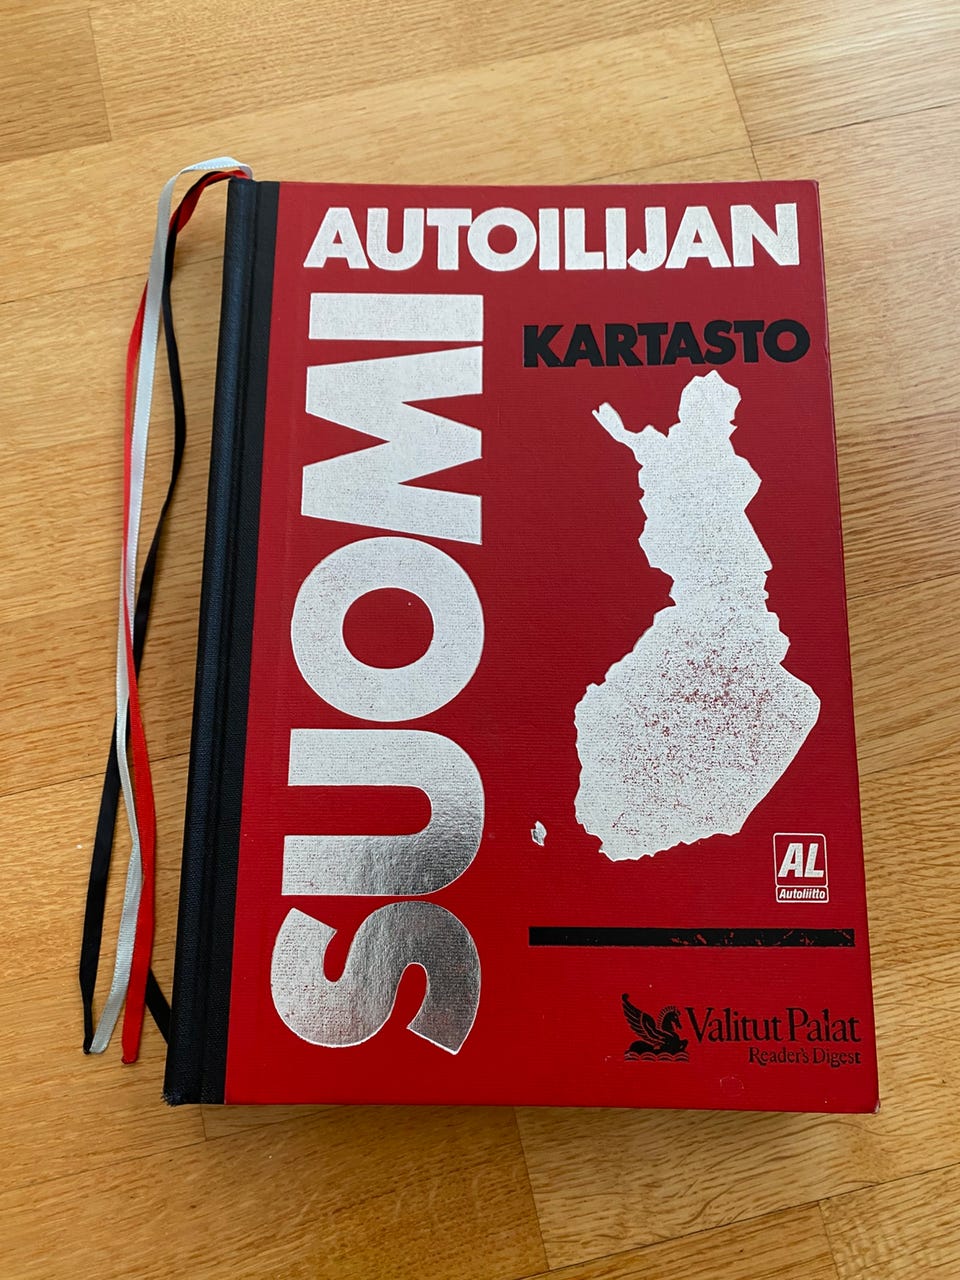 AUTOILIJAN
SUOMI
KARTASTO
AL
Autoliitto
Valitut Palat
Reader's Digest